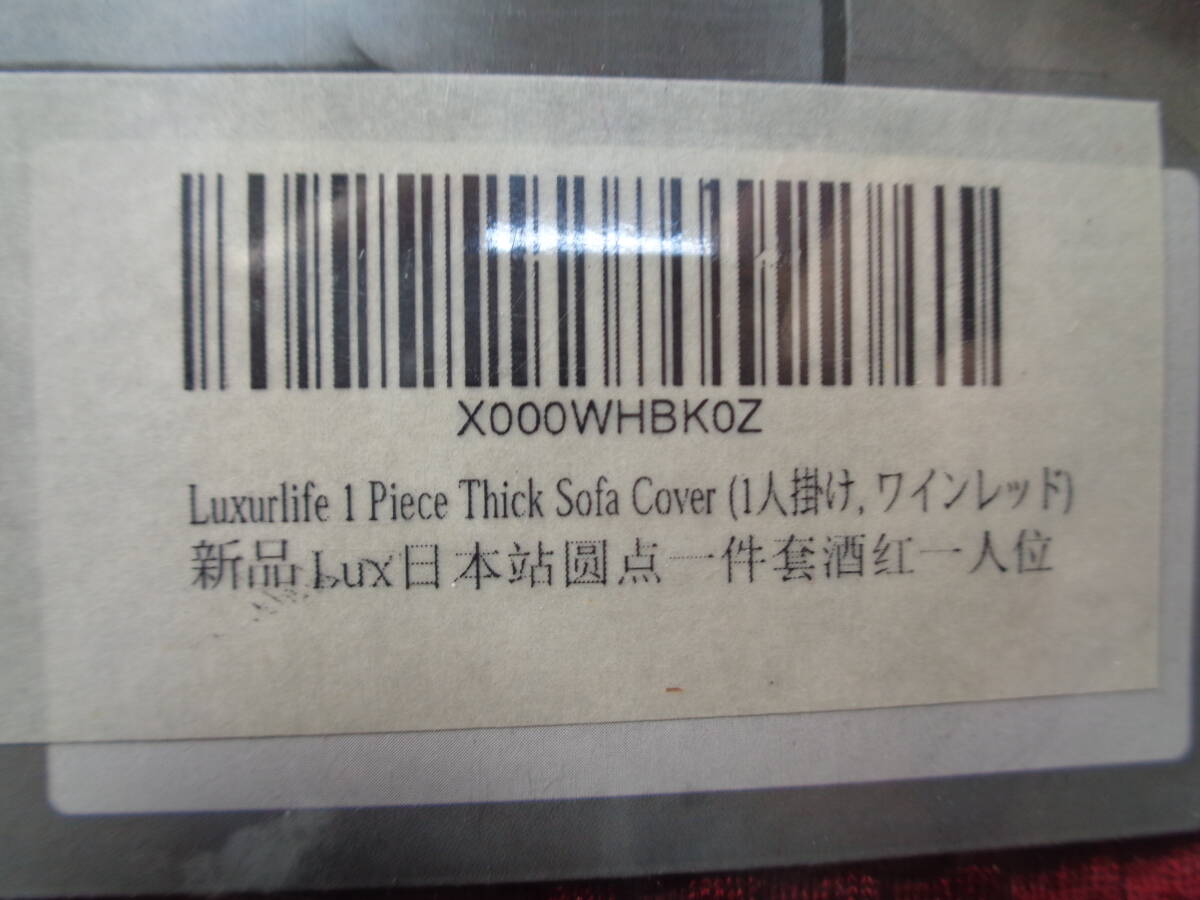 X000WHBK0Z
Luxurlife 1 Piece Thick Sofa Cover (1人掛け, ワインレッド)
新品 Lux日本站圆点一件套酒红一人位